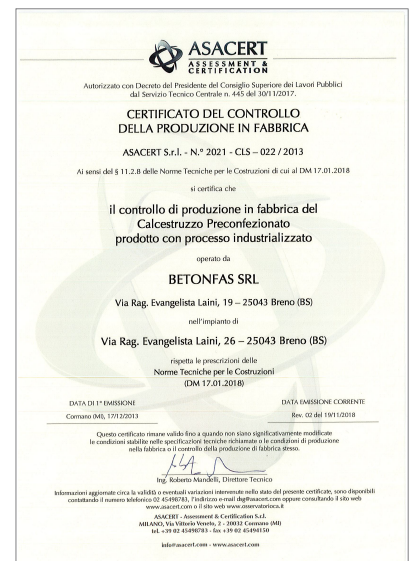 ASACERT
ASSESSMENT &
CERTIFICATION
Autorizzato con Decreto del Presidente del Consiglio Superiore dei Lavori Pubblici
dal Servizio Tecnico Centrale n. 445 del 30/11/2017.
CERTIFICATO DEL CONTROLLO
DELLA PRODUZIONE IN FABBRICA
ASACERT S.r.l. - N.° 2021 - CLS – 022 / 2013
Ai sensi del § 11.2.8 delle Norme Tecniche per le Costruzioni di cui al DM 17.01.2018
si certifica che
il controllo di produzione in fabbrica del
Calcestruzzo Preconfezionato
prodotto con processo industrializzato
operato da
BETONFAS SRL
Via Rag. Evangelista Laini, 19 – 25043 Breno (BS)
nell'impianto di
Via Rag. Evangelista Laini, 26 – 25043 Breno (BS)
rispetta le prescrizioni delle
Norme Tecniche per le Costruzioni
(DM 17.01.2018)
DATA DI 1ª EMISSIONE
DATA EMISSIONE CORRENTE
Cormano (MI), 17/12/2013
Rev. 02 del 19/11/2018
Questo certificato rimane valido fino a quando non siano significativamente modificate
le condizioni stabilite nelle specificazioni tecniche richiamate o le condizioni di produzione
nella fabbrica o il controllo della produzione di fabbrica stesso.
Ing. Roberto Mandelli, Direttore Tecnico
Informazioni aggiornate circa la validità o eventuali variazioni intervenute nello stato del presente certificate, sono disponibili
contattando il numero telefonico 02 45498783, l'indirizzo e-mail dtg@asacert.com oppure consultando il sito web
www.asacert.com o il sito web www.osservatorioca.it
ASACERT - Assessment & Certification S.r.l.
MILANO, Via Vittorio Veneto, 2 - 20032 Cormano (MI)
tel. +39 02 45498783 - fax +39 02 45494150
info@asacert.com - www.asacert.com